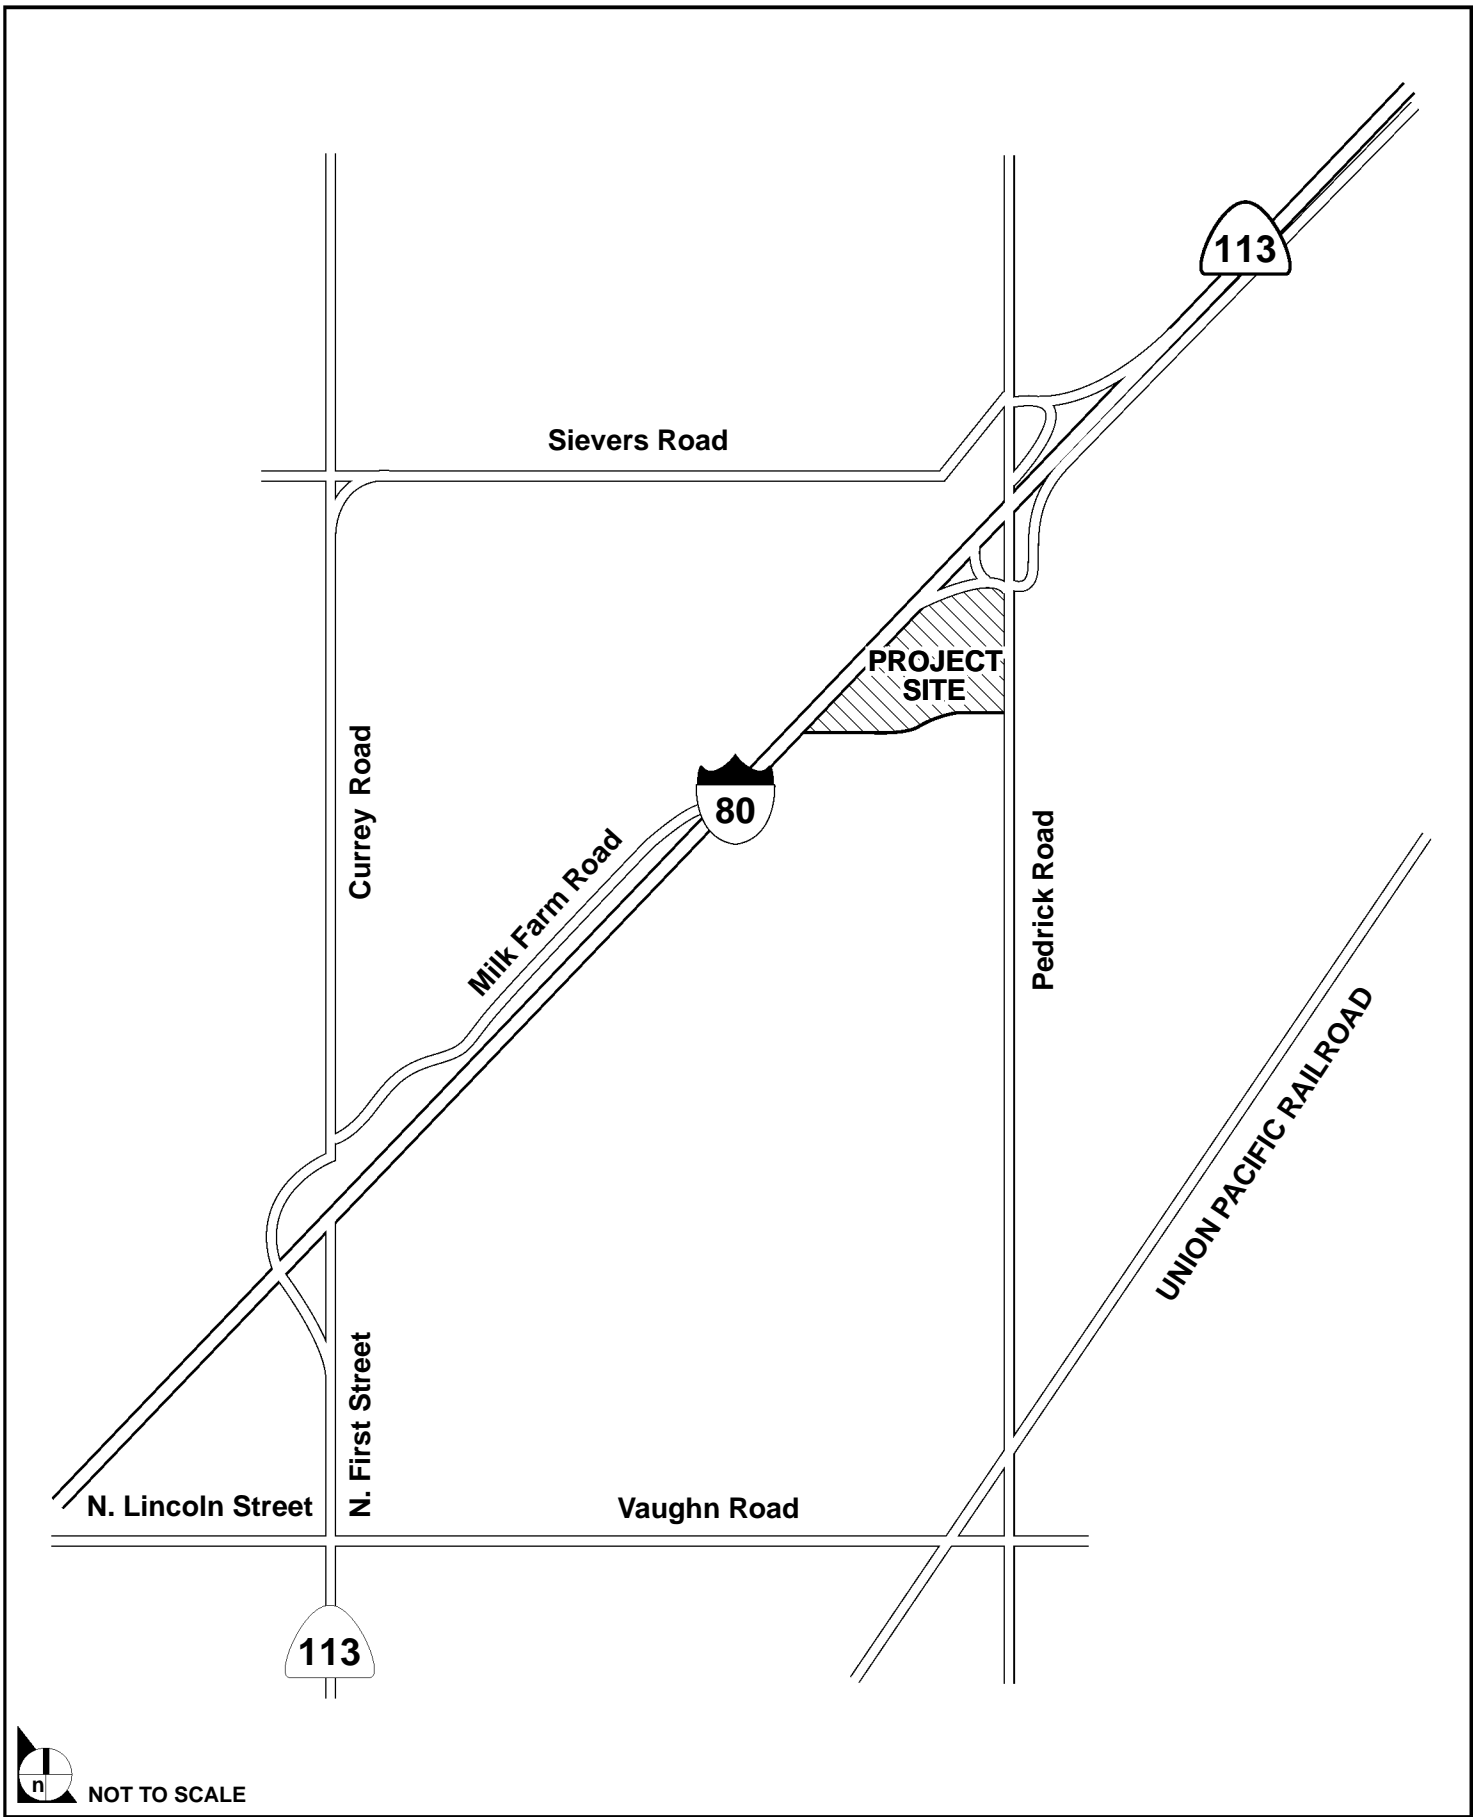 113
Sievers Road
PROJECT
SITE
Currey Road
80
Milk Farm Road
Pedrick Road
UNION PACIFIC RAILROAD
N. First Street
N. Lincoln Street
Vaughn Road
113
n
NOT TO SCALE